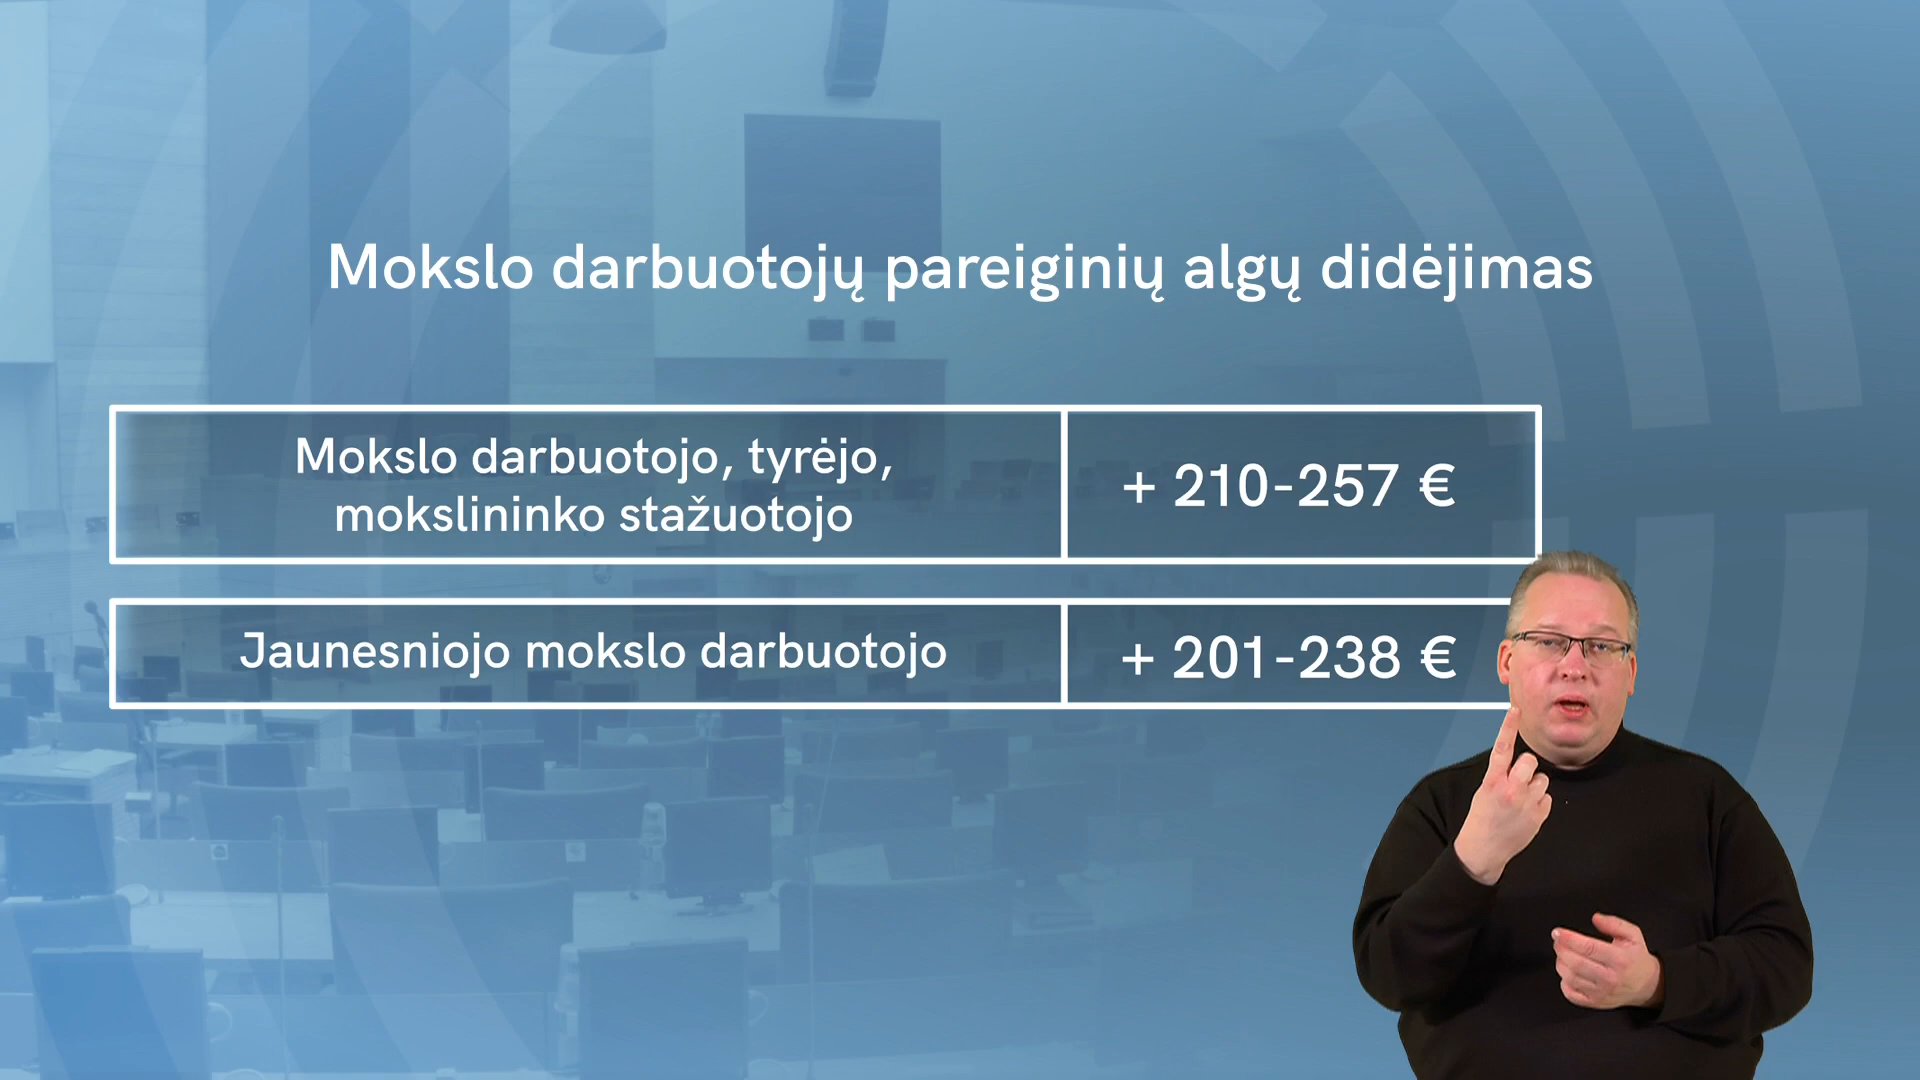 Mokslo darbuotojų pareiginių algų didėjimas
Mokslo darbuotojo, tyrėjo,
mokslininko stažuotojo
+ 210-257 €
Jaunesniojo mokslo darbuotojo
+ 201-238 €